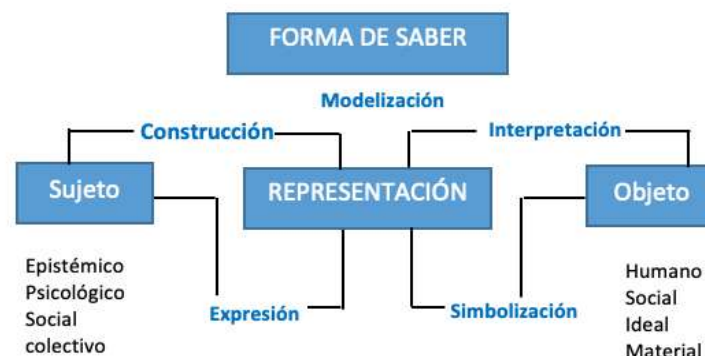 FORMA DE SABER
Modelización
Construcción
Interpretación
Sujeto
REPRESENTACIÓN
Objeto
Epistémico
Psicológico
Social
colectivo
Expresión
Simbolización
Humano
Social
Ideal
Material